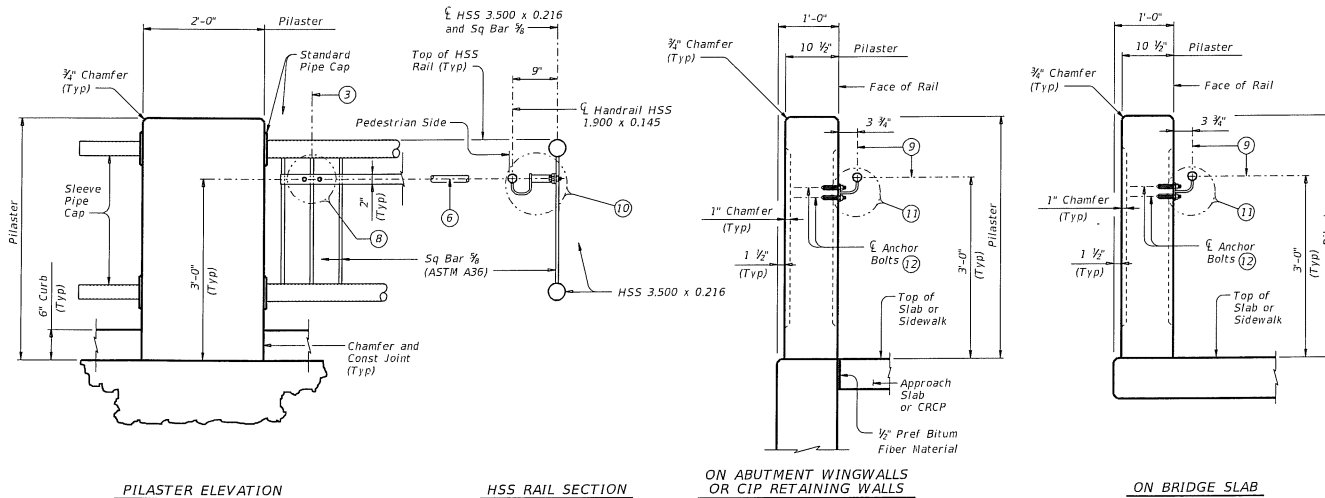 2'-0"
Pilaster
¾" Chamfer
(Typ)
Standard
Pipe Cap
3
Sleeve
Pipe
Cap
Pilaster
6" Curb
(Typ)
3'-0"
(Typ)
2"
(Typ)
8
Sq Bar ⅝
(ASTM A36)
Chamfer and
Const Joint
(Typ)
PILASTER ELEVATION
℄ HSS 3.500 x 0.216
and Sq Bar ⅝
Top of HSS
Rail (Typ)
9"
℄ Handrail HSS
1.900 x 0.145
Pedestrian Side
6
10
HSS 3.500 x 0.216
HSS RAIL SECTION
1'-0"
10 ½"
Pilaster
¾" Chamfer
(Typ)
Face of Rail
3 ¾"
9
11
1" Chamfer
(Typ)
℄ Anchor
Bolts 12
1 ½"
(Typ)
3'-0"
(Typ)
Pilaster
Top of
Slab or
Sidewalk
Approach
Slab
or CRCP
½" Pref Bitum
Fiber Material
ON ABUTMENT WINGWALLS
OR CIP RETAINING WALLS
1'-0"
10 ½"
Pilaster
¾" Chamfer
(Typ)
Face of Rail
3 ¾"
9
11
1" Chamfer
(Typ)
℄ Anchor
Bolts 12
1 ½"
(Typ)
3'-0"
(Typ)
Top of
Slab or
Sidewalk
ON BRIDGE SLAB